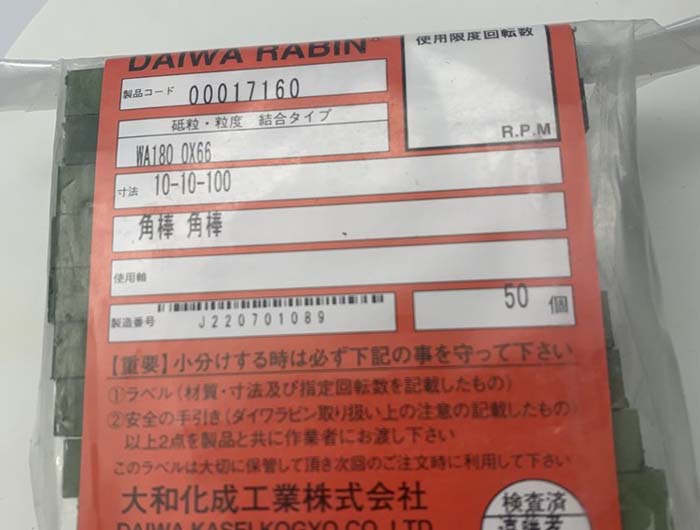 DAIWA RABIN®
使用限度回転数
R.P.M
製品コード 00017160
砥粒・粒度 結合タイプ
WA180 OX66
寸法 10-10-100
角棒 角棒
使用軸
製造番号 J220701089
50 個
【重要】小分けする時は必ず下記の事を守って下さい
①ラベル(材質・寸法及び指定回転数を記載したもの)
②安全の手引き(ダイワラビン取り扱い上の注意の記載したもの)
以上2点を製品と共に作業者にお渡し下さい
このラベルは大切に保管して頂き次回のご注文時に利用して下さい
大和化成工業株式会社
DAIWA KASEI KOGYO CO.,LTD
検査済